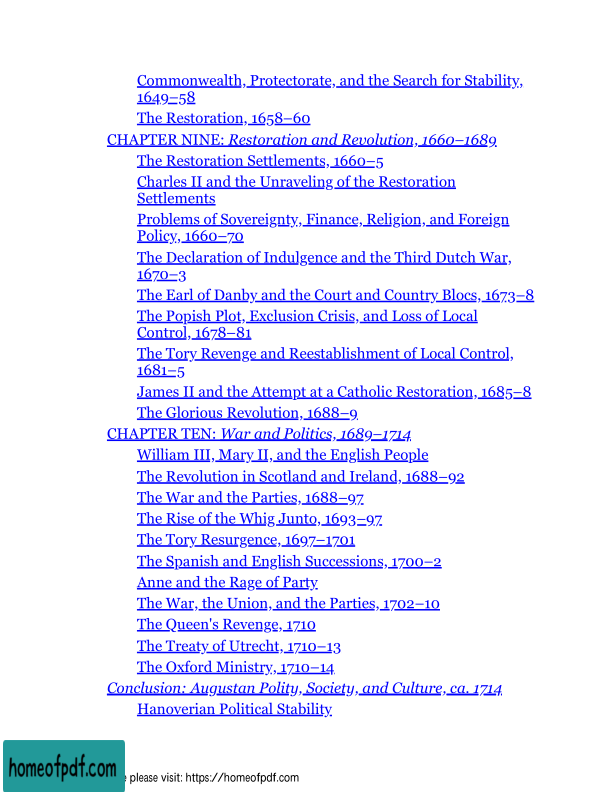 Commonwealth, Protectorate, and the Search for Stability,
1649–58
The Restoration, 1658–60
CHAPTER NINE: Restoration and Revolution, 1660–1689
The Restoration Settlements, 1660–5
Charles II and the Unraveling of the Restoration
Settlements
Problems of Sovereignty, Finance, Religion, and Foreign
Policy, 1660–70
The Declaration of Indulgence and the Third Dutch War,
1670–3
The Earl of Danby and the Court and Country Blocs, 1673–8
The Popish Plot, Exclusion Crisis, and Loss of Local
Control, 1678–81
The Tory Revenge and Reestablishment of Local Control,
1681–5
James II and the Attempt at a Catholic Restoration, 1685–8
The Glorious Revolution, 1688–9
CHAPTER TEN: War and Politics, 1689–1714
William III, Mary II, and the English People
The Revolution in Scotland and Ireland, 1688–92
The War and the Parties, 1688–97
The Rise of the Whig Junto, 1693–97
The Tory Resurgence, 1697–1701
The Spanish and English Successions, 1700–2
Anne and the Rage of Party
The War, the Union, and the Parties, 1702–10
The Queen's Revenge, 1710
The Treaty of Utrecht, 1710–13
The Oxford Ministry, 1710–14
Conclusion: Augustan Polity, Society, and Culture, ca. 1714
Hanoverian Political Stability
homeofpdf.com
please visit: https://homeofpdf.com